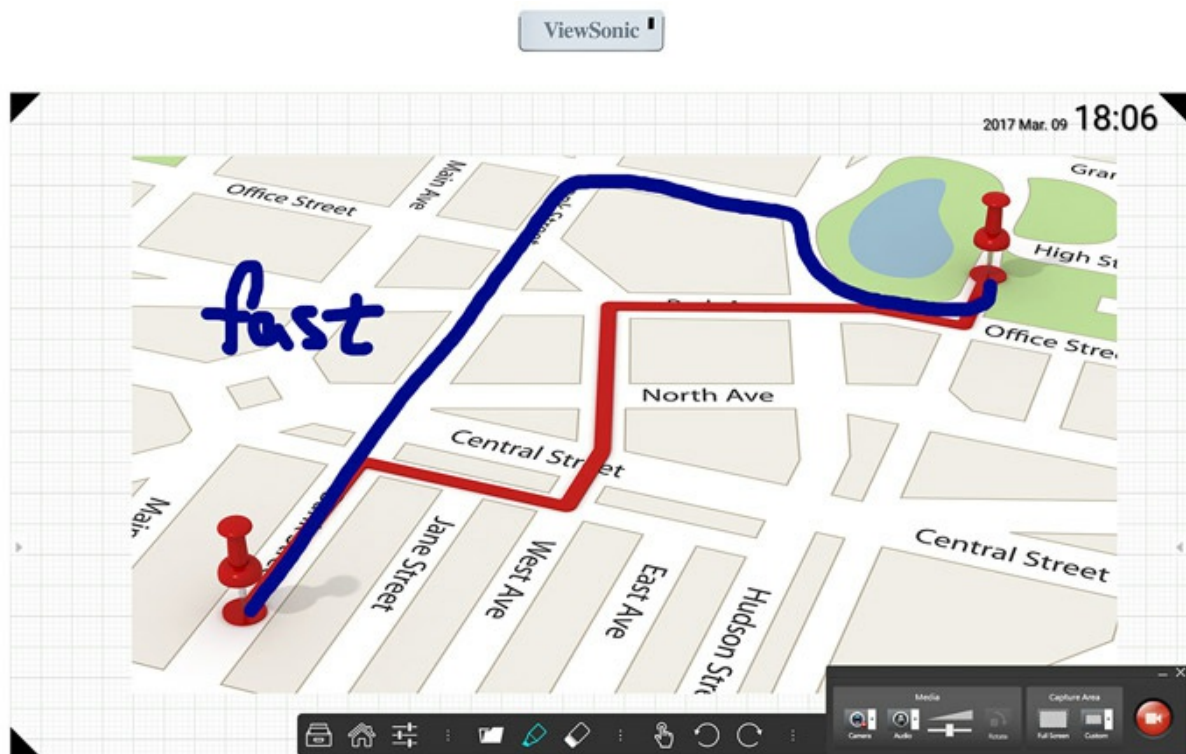 ViewSonic
2017 Mar. 09 18:06
Gran
Main Ave
Office Street
High St
fast
Office Stree
North Ave
Central Street
Main
Central Street
Jane Street
West Ave
East Ave
Hudson Stre
Media
Capture Area
Camera
Audio
Rotate
Full Screen
Custom